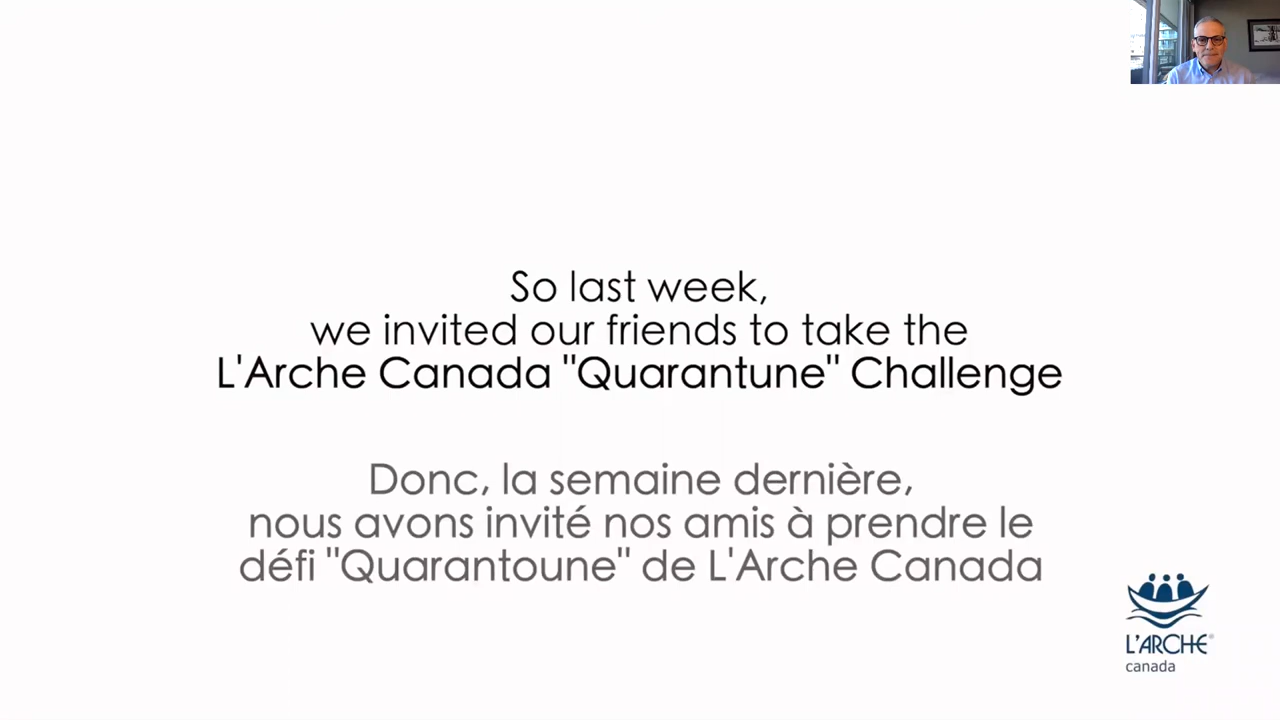 So last week,
we invited our friends to take the
L'Arche Canada "Quarantune" Challenge
Donc, la semaine dernière,
nous avons invité nos amis à prendre le
défi "Quarantoune" de L'Arche Canada
L'ARCHE®
canada